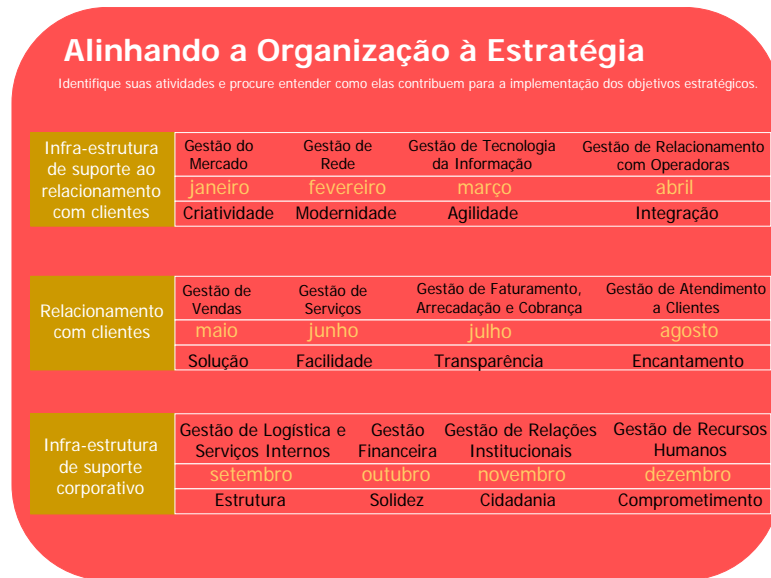 Alinhando a Organização à Estratégia
Identifique suas atividades e procure entender como elas contribuem para a implementação dos objetivos estratégicos.
Infra-estrutura
de suporte ao
relacionamento
com clientes
Gestão do
Mercado
Gestão de
Rede
Gestão de Tecnologia
da Informação
Gestão de Relacionamento
com Operadoras
janeiro fevereiro março abril
Criatividade Modernidade Agilidade Integração
Relacionamento
com clientes
Gestão de
Vendas
Gestão de
Serviços
Gestão de Faturamento,
Arrecadação e Cobrança
Gestão de Atendimento
a Clientes
maio junho julho agosto
Solução Facilidade Transparência Encantamento
Infra-estrutura
de suporte
corporativo
Gestão de Logística e
Serviços Internos
Gestão
Financeira
Gestão de Relações
Institucionais
Gestão de Recursos
Humanos
setembro outubro novembro dezembro
Estrutura Solidez Cidadania Comprometimento